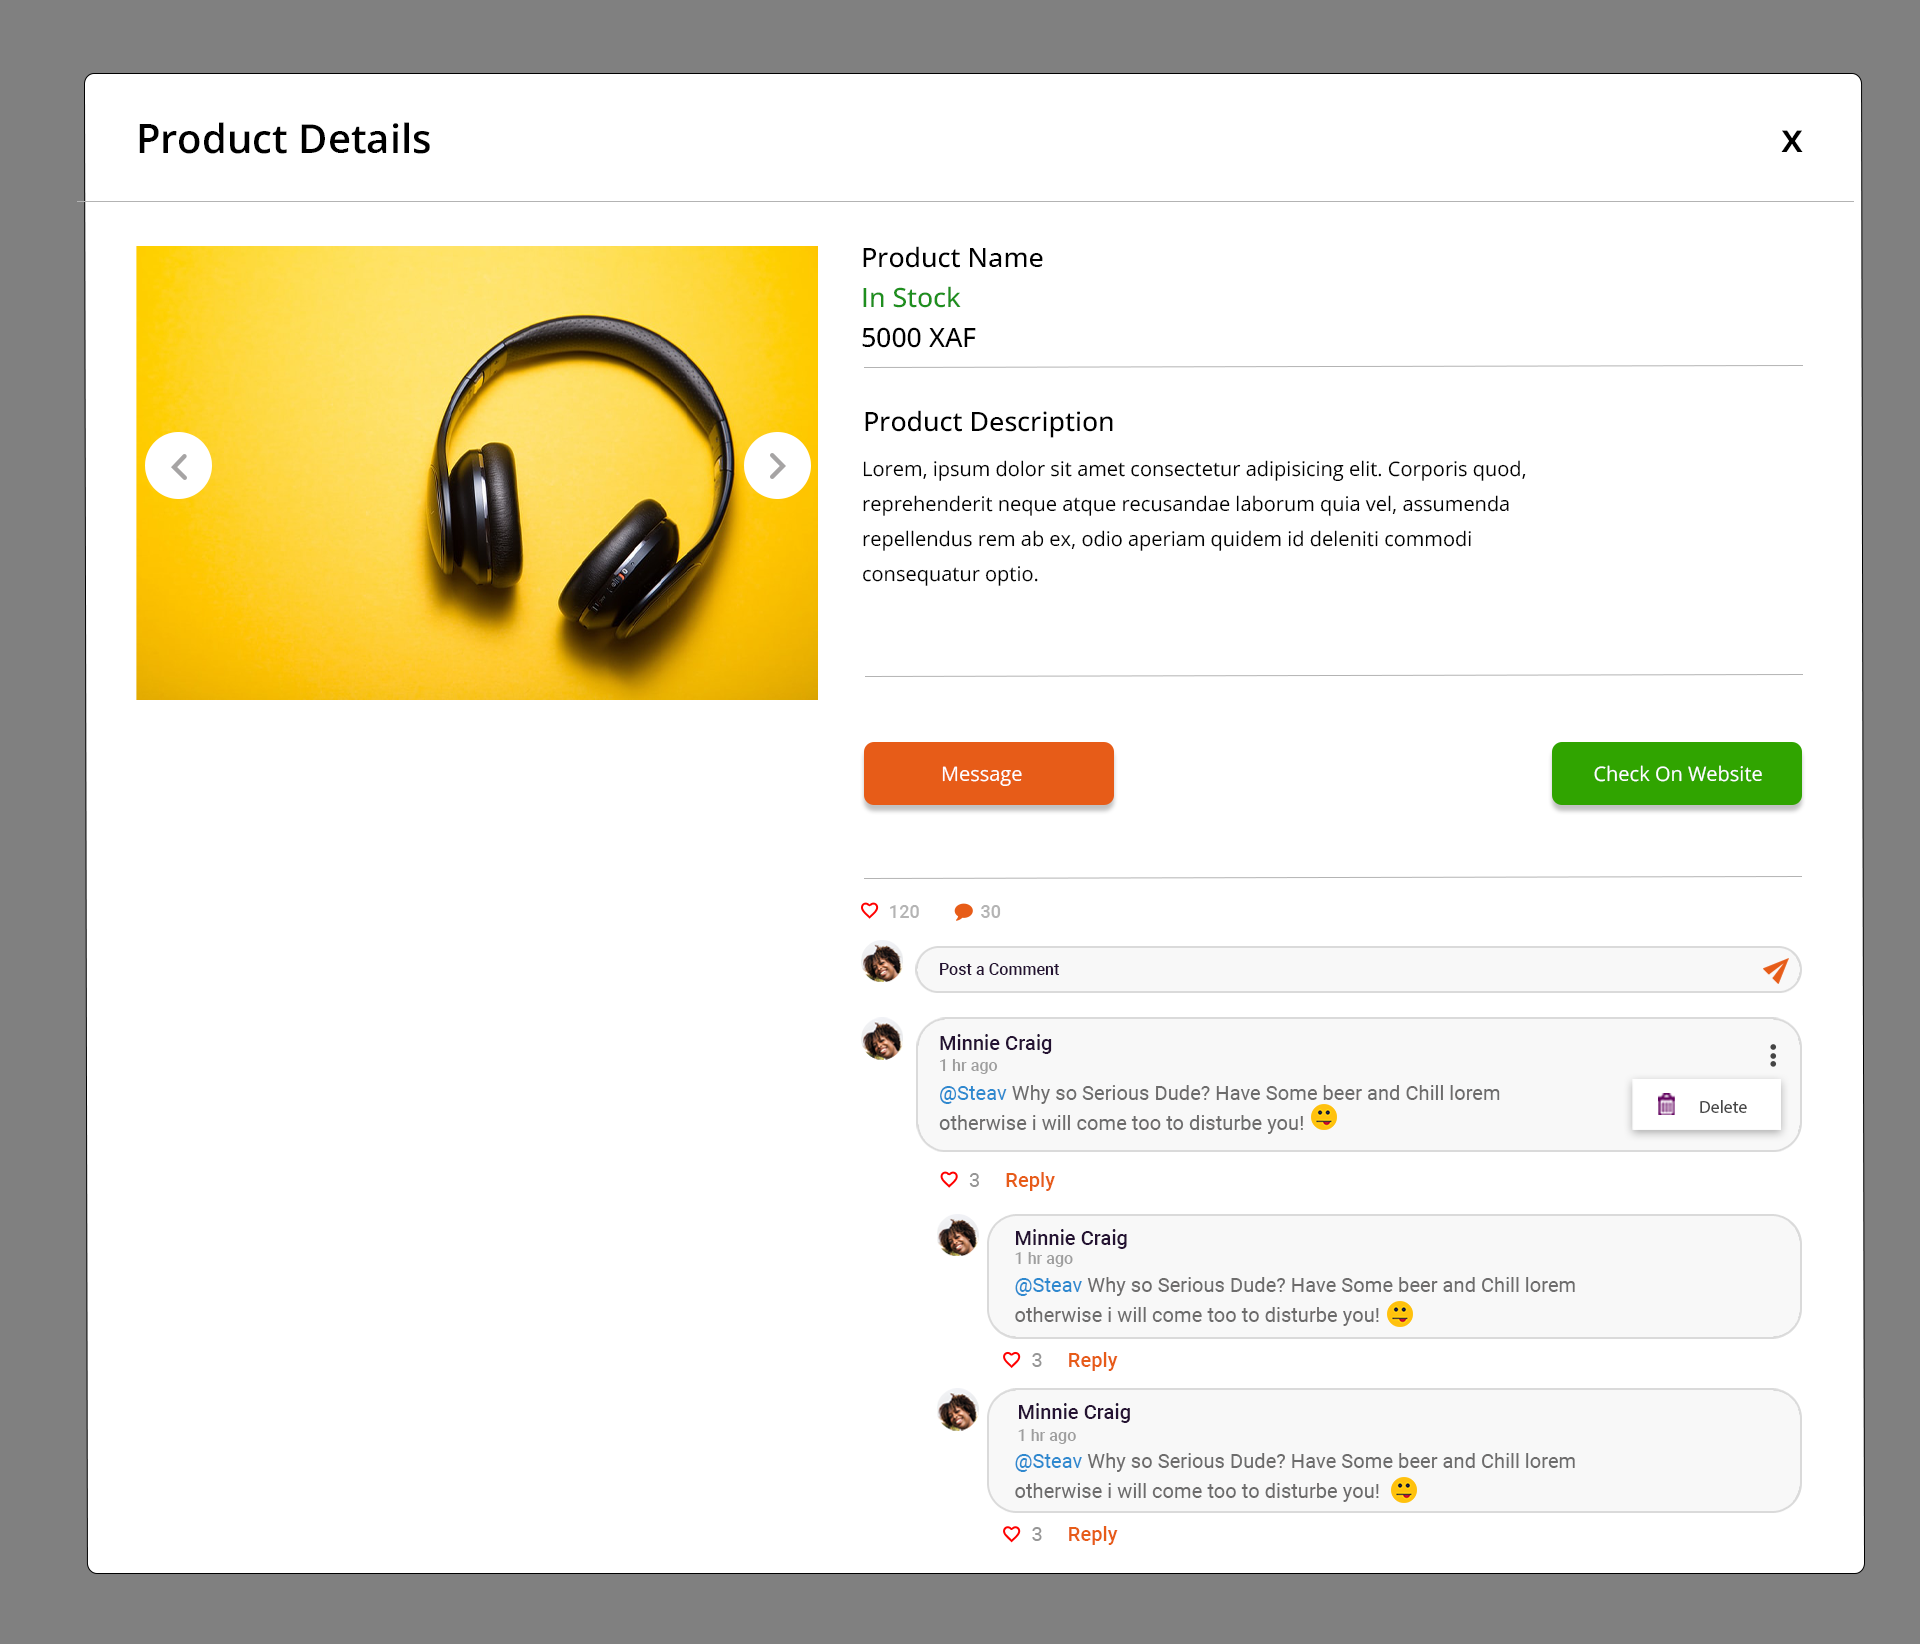 Product Details
X
Product Name
In Stock
5000 XAF
Product Description
Lorem, ipsum dolor sit amet consectetur adipisicing elit. Corporis quod,
reprehenderit neque atque recusandae laborum quia vel, assumenda
repellendus rem ab ex, odio aperiam quidem id deleniti commodi
consequatur optio.
Message
Check On Website
120
30
Post a Comment
Minnie Craig
1 hr ago
@Steav Why so Serious Dude? Have Some beer and Chill lorem
otherwise i will come too to disturbe you!
Delete
3 Reply
Minnie Craig
1 hr ago
@Steav Why so Serious Dude? Have Some beer and Chill lorem
otherwise i will come too to disturbe you!
3 Reply
Minnie Craig
1 hr ago
@Steav Why so Serious Dude? Have Some beer and Chill lorem
otherwise i will come too to disturbe you!
3 Reply